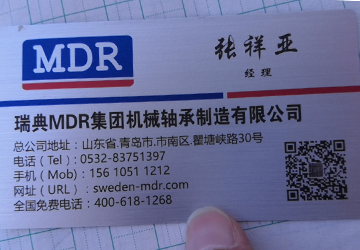 MDR
张祥亚
经理
瑞典MDR集团机械轴承制造有限公司
总公司地址：山东省.青岛市.市南区.瞿塘峡路30号
电话（Tel）：0532-83751397
手机（Mob）：156 1051 1212
网址（URL）：sweden-mdr.com
全国免费电话：400-618-1268